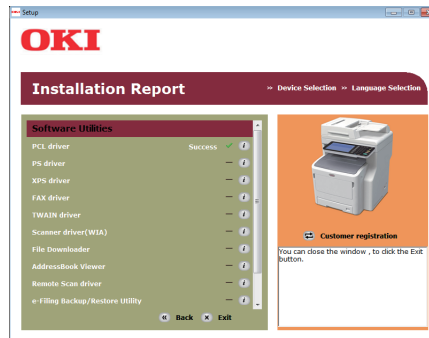 Setup
OKI
Installation Report
» Device Selection » Language Selection
Software Utilities
PCL driver Success
PS driver
XPS driver
FAX driver
TWAIN driver
Scanner driver(WIA)
File Downloader
AddressBook Viewer
Remote Scan driver
e-Filing Backup/Restore Utility
Back Exit
Customer registration
You can close the window , to click the Exit
button.